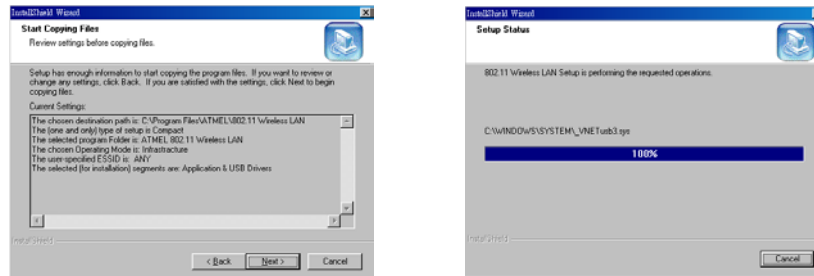 InstallShield Wizard
Start Copying Files
Review settings before copying files.
Setup has enough information to start copying the program files. If you want to review or
change any settings, click Back. If you are satisfied with the settings, click Next to begin
copying files.
Current Settings:
The chosen destination path is: C:\Program Files\ATMEL\802.11 Wireless LAN
The (one and only) type of setup is Compact
The selected program Folder is: ATMEL 802.11 Wireless LAN
The chosen Operating Mode is: Infrastructure
The user-specified ESSID is: ANY
The selected (for installation) segments are: Application & USB Drivers
InstallShield
< Back
Next >
Cancel
InstallShield Wizard
Setup Status
802.11 Wireless LAN Setup is performing the requested operations.
C:\WINDOWS\SYSTEM\_VNETusb3.sys
100%
InstallShield
Cancel